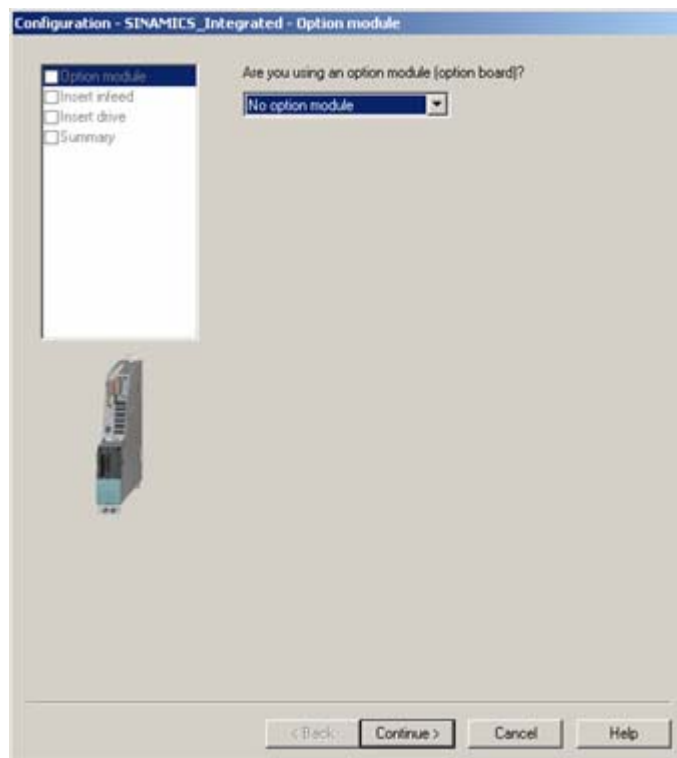 Configuration - SINAMICS_Integrated - Option module
Option module
Insert infeed
Insert drive
Summary
Are you using an option module (option board)?
No option module
< Back
Continue >
Cancel
Help